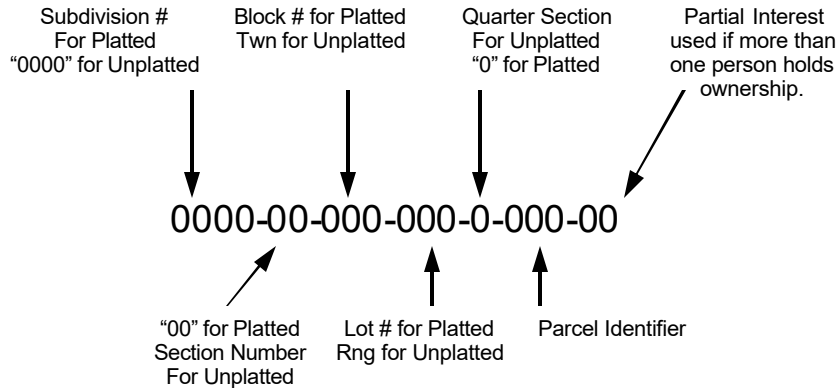 Subdivision #
For Platted
“0000” for Unplatted
Block # for Platted
Twn for Unplatted
Quarter Section
For Unplatted
“0” for Platted
Partial Interest
used if more than
one person holds
ownership.
0000-00-000-000-0-000-00
“00” for Platted
Section Number
For Unplatted
Lot # for Platted
Rng for Unplatted
Parcel Identifier